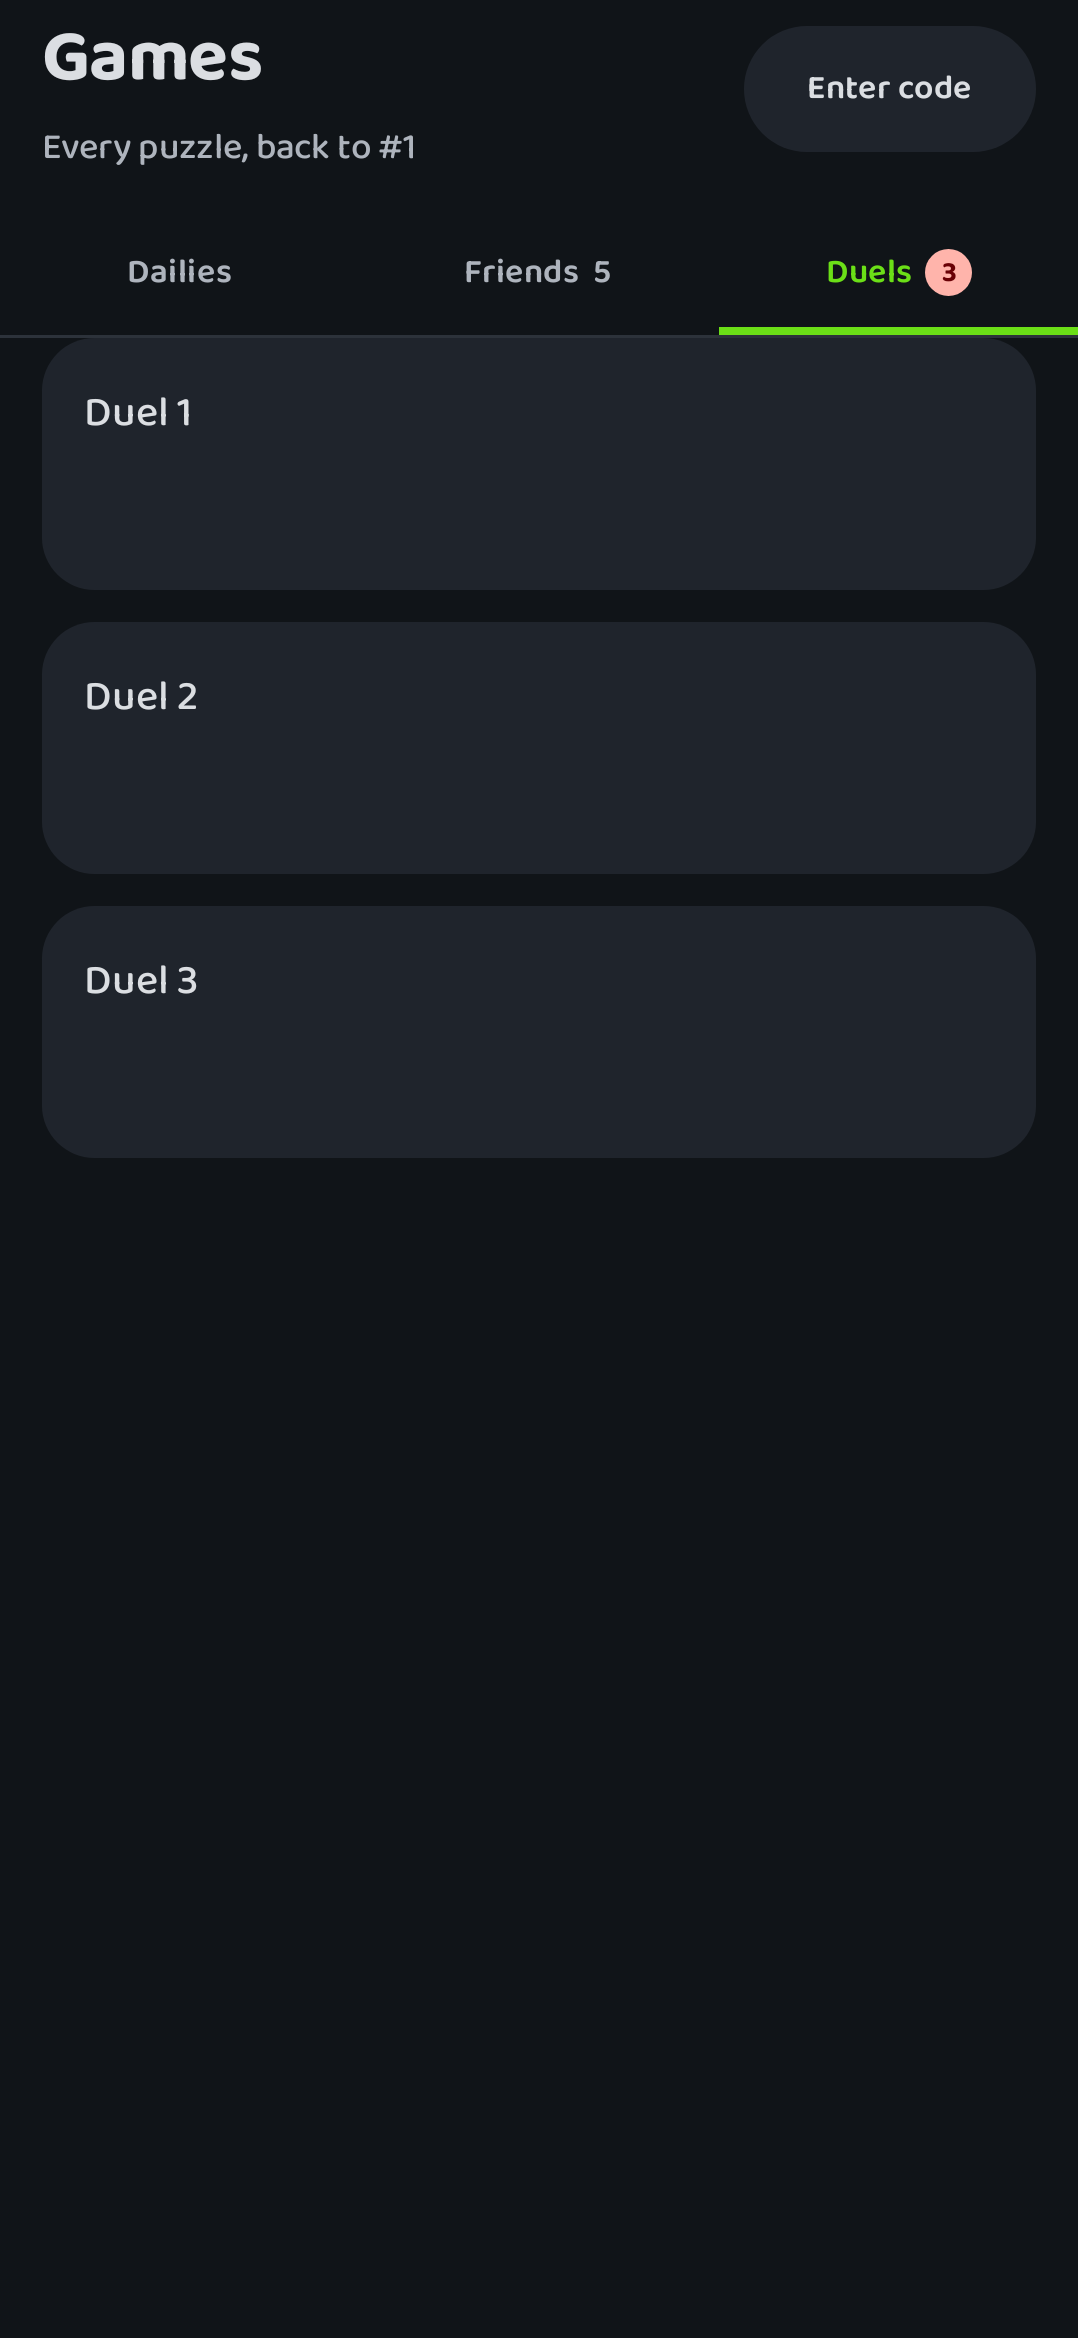 Games
Enter code
Every puzzle, back to #1
Dailies
Friends 5
Duels 3
Duel 1
Duel 2
Duel 3